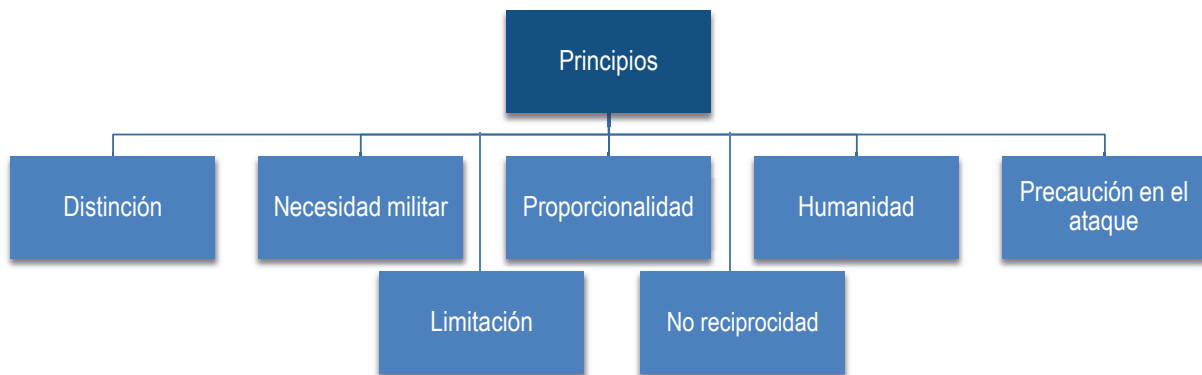 Principios
Distinción
Necesidad militar
Proporcionalidad
Humanidad
Precaución en el
ataque
Limitación
No reciprocidad